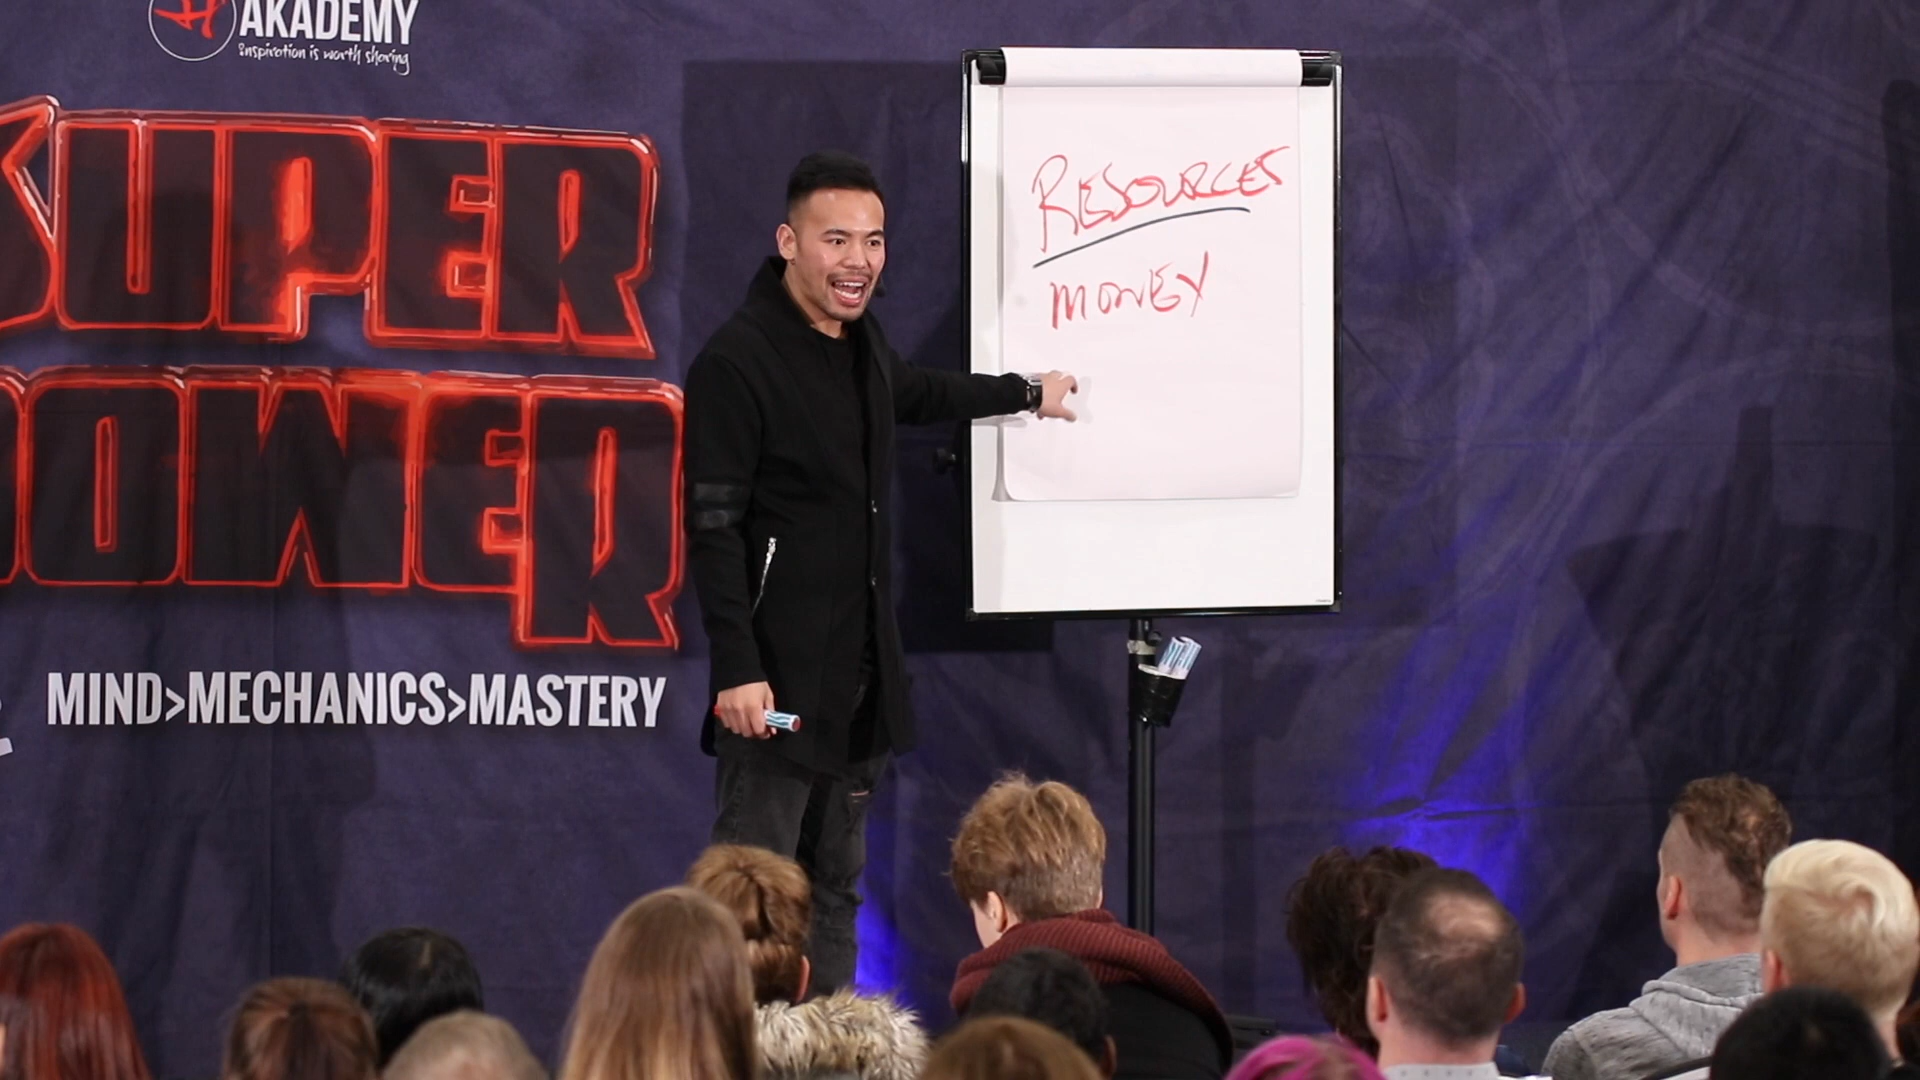 AKADEMY
inspiration is worth sharing
SUPER
POWER
MIND>MECHANICS>MASTERY
RESOURCES
MONEY